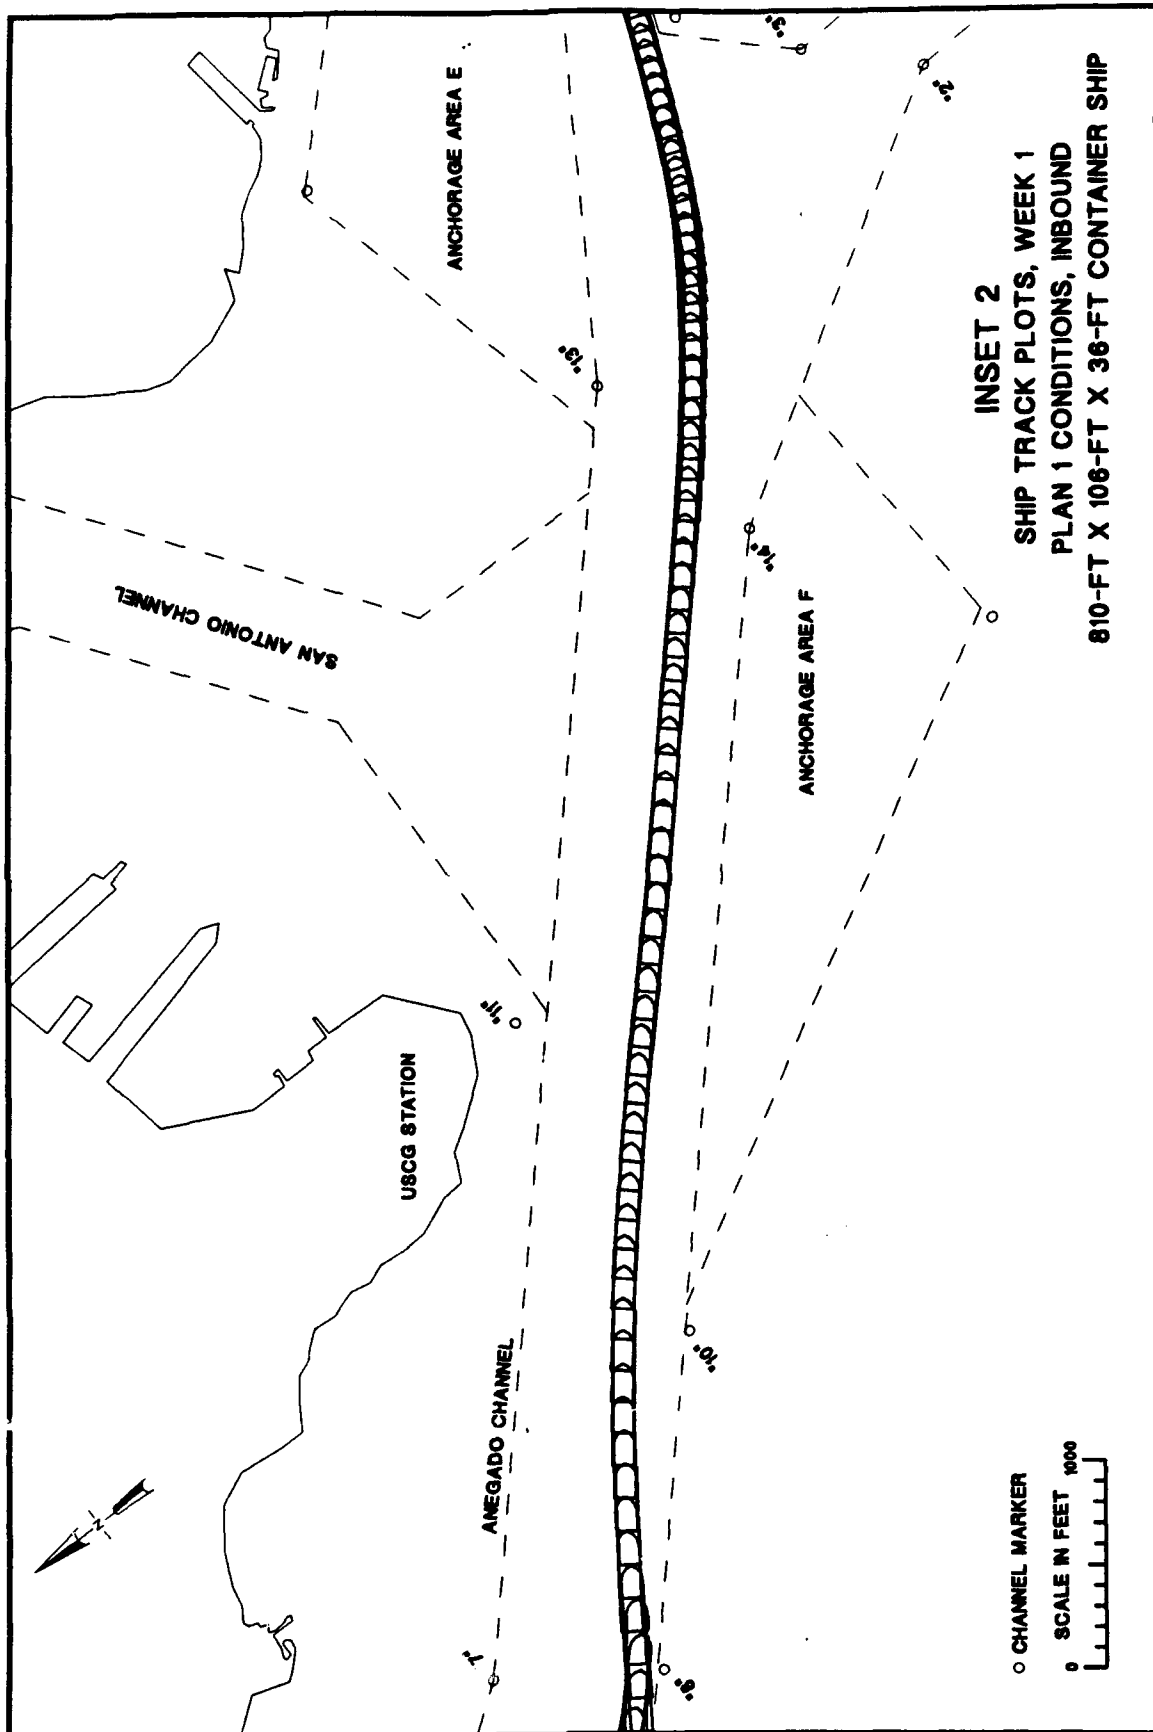 INSET 2
SHIP TRACK PLOTS, WEEK 1
PLAN 1 CONDITIONS, INBOUND
810-FT X 106-FT X 36-FT CONTAINER SHIP
ANCHORAGE AREA E
"3"
"2"
"13"
SAN ANTONIO CHANNEL
"14"
ANCHORAGE AREA F
"11"
USCG STATION
ANEGADO CHANNEL
"10"
N
7"
○ CHANNEL MARKER
SCALE IN FEET
0 1000